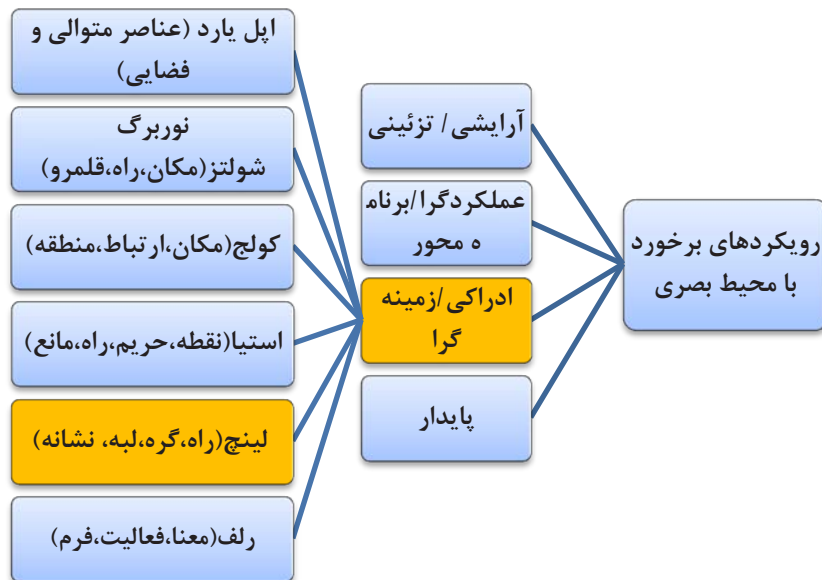 رویکردهای برخورد
با محیط بصری
آرایشی/ تزئینی
عملکردگرا/برنام
ه محور
ادراکی/زمینه
گرا
پایدار
اپل یارد (عناصر متوالی و
فضایی)
نوربرگ
شولتز(مکان،راه،قلمرو)
کولج(مکان،ارتباط،منطقه)
استیا(نقطه،حریم،راه،مانع)
لینچ(راه،گره،لبه، نشانه)
رلف(معنا،فعالیت،فرم)